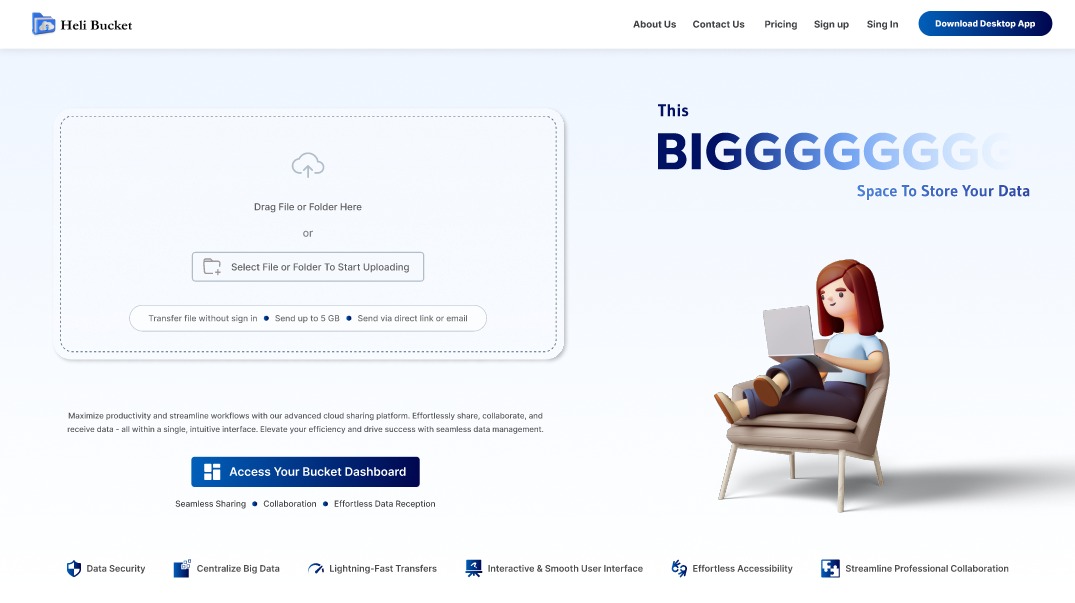 Heli Bucket
About Us Contact Us Pricing Sign up Sing In Download Desktop App
This
BIGGGGGGGG
Space To Store Your Data
Drag File or Folder Here
or
Select File or Folder To Start Uploading
Transfer file without sign in ● Send up to 5 GB ● Send via direct link or email
Maximize productivity and streamline workflows with our advanced cloud sharing platform. Effortlessly share, collaborate, and
receive data - all within a single, intuitive interface. Elevate your efficiency and drive success with seamless data management.
Access Your Bucket Dashboard
Seamless Sharing ● Collaboration ● Effortless Data Reception
Data Security Centralize Big Data Lightning-Fast Transfers Interactive & Smooth User Interface Effortless Accessibility Streamline Professional Collaboration